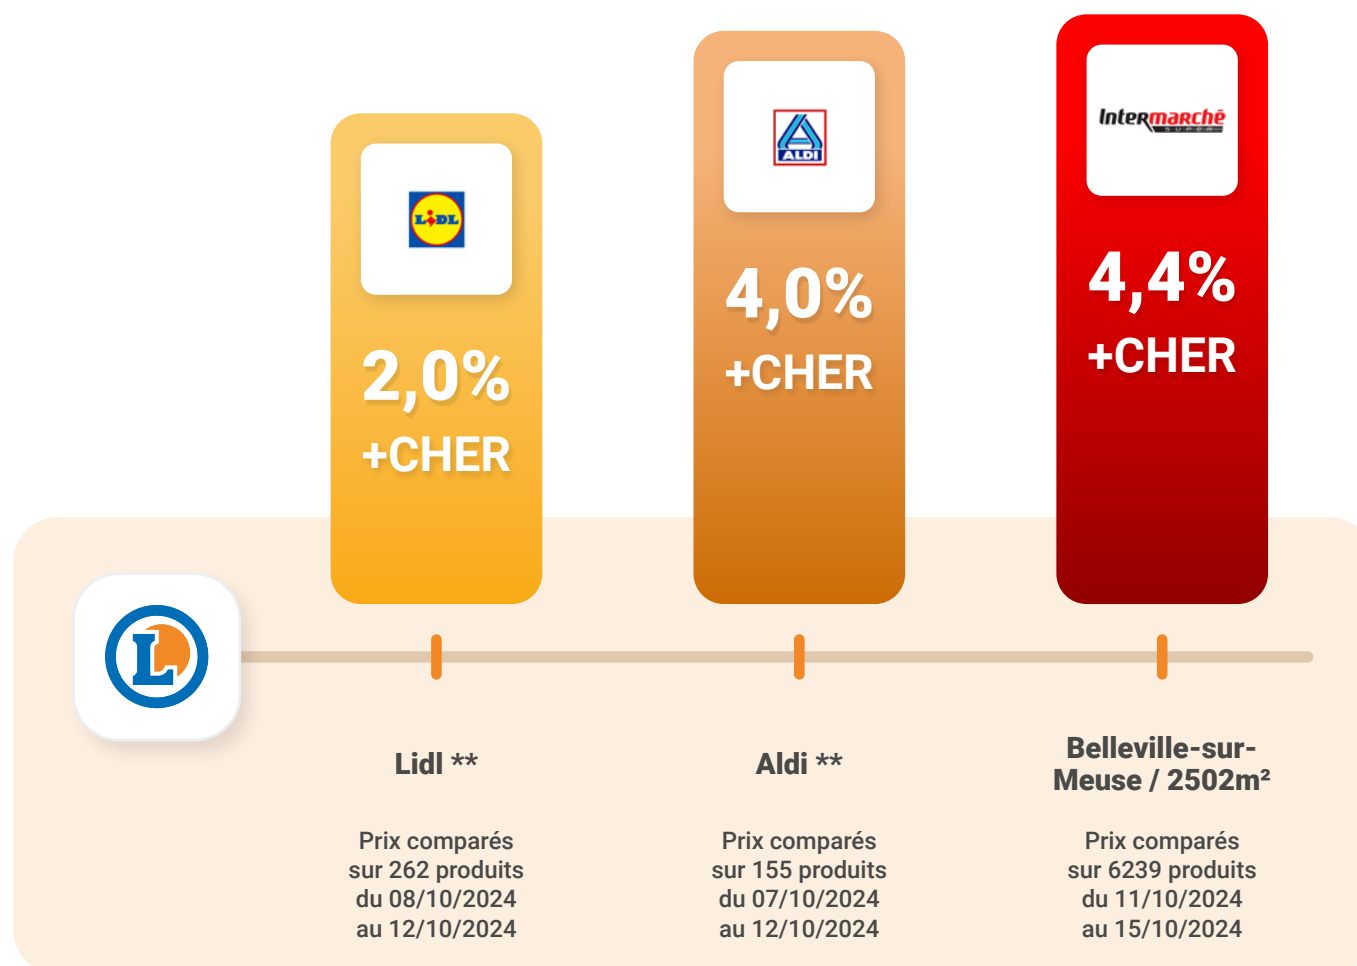 LIDL
2,0%
+CHER
ALDI
4,0%
+CHER
Intermarchē
SUPER
4,4%
+CHER
L
Lidl **
Prix comparés
sur 262 produits
du 08/10/2024
au 12/10/2024
Aldi **
Prix comparés
sur 155 produits
du 07/10/2024
au 12/10/2024
Belleville-sur-
Meuse / 2502m²
Prix comparés
sur 6239 produits
du 11/10/2024
au 15/10/2024